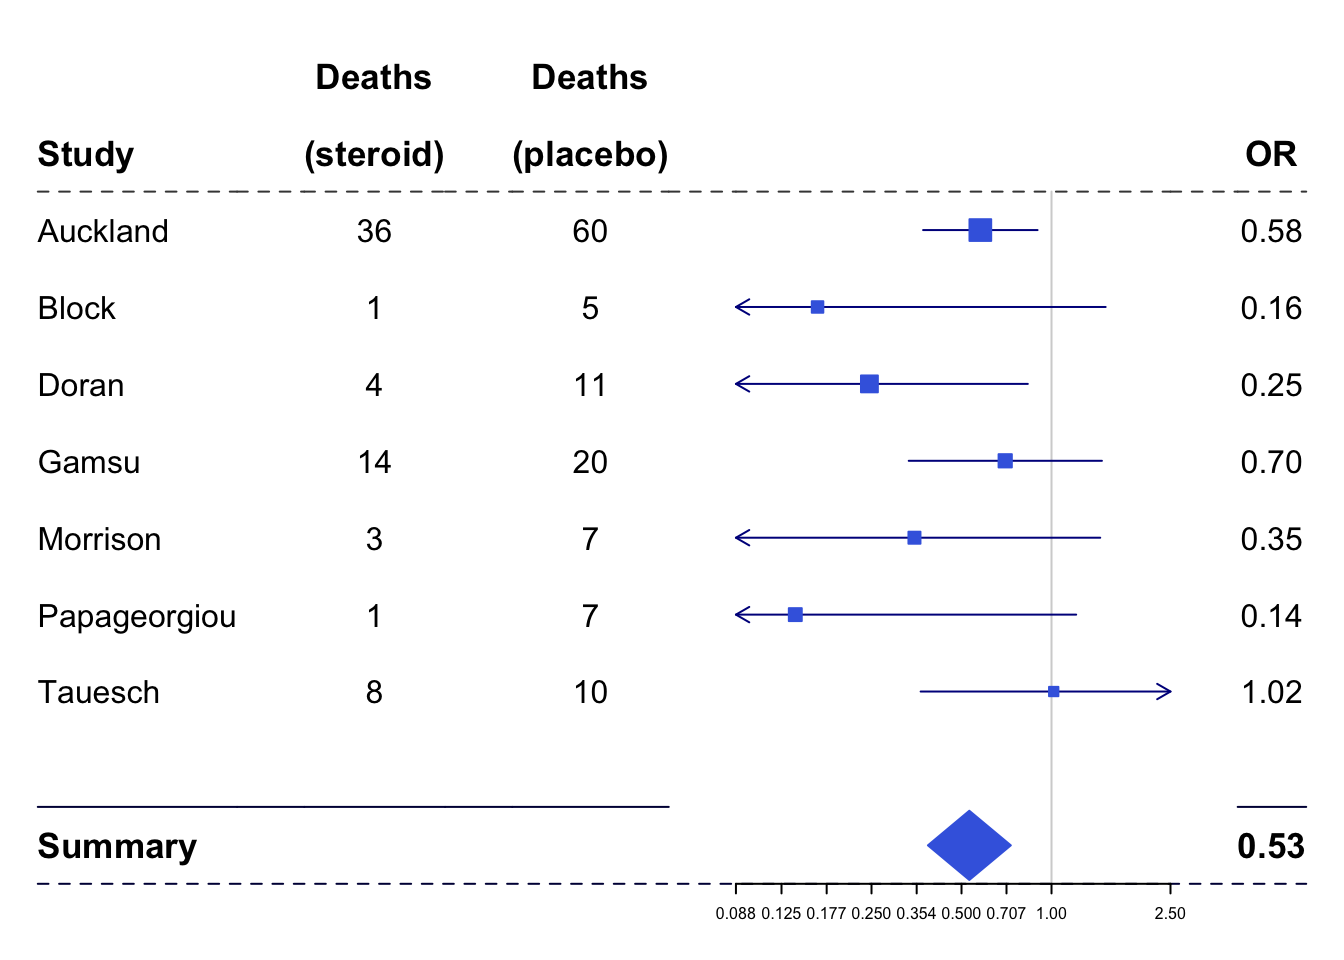 Deaths Deaths
Study (steroid) (placebo) OR
Auckland 36 60 0.58
Block 1 5 0.16
Doran 4 11 0.25
Gamsu 14 20 0.70
Morrison 3 7 0.35
Papageorgiou 1 7 0.14
Tauesch 8 10 1.02
Summary 0.53
0.088 0.125 0.177 0.250 0.354 0.500 0.707 1.00 2.50